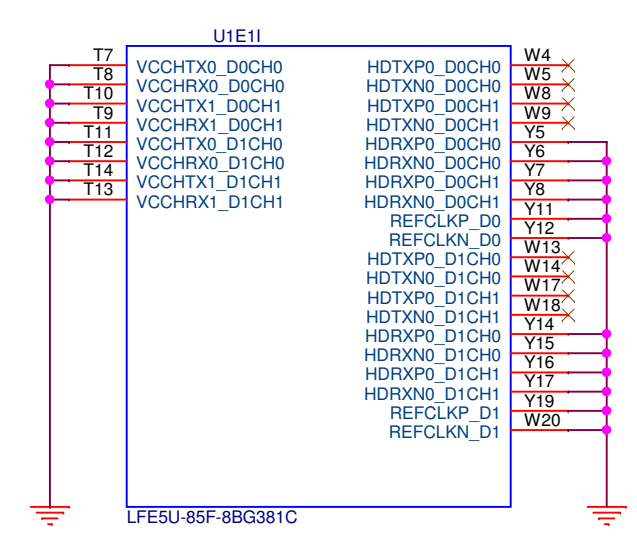 U1E1I
T7 VCCHTX0_D0CH0 HDTXP0_D0CH0 W4
T8 VCCHRX0_D0CH0 HDTXN0_D0CH0 W5
T10 VCCHTX1_D0CH1 HDTXP0_D0CH1 W8
T9 VCCHRX1_D0CH1 HDTXN0_D0CH1 W9
T11 VCCHTX0_D1CH0 HDRXP0_D0CH0 Y5
T12 VCCHRX0_D1CH0 HDRXN0_D0CH0 Y6
T14 VCCHTX1_D1CH1 HDRXP0_D0CH1 Y7
T13 VCCHRX1_D1CH1 HDRXN0_D0CH1 Y8
REFCLKP_D0 Y11
REFCLKN_D0 Y12
HDTXP0_D1CH0 W13
HDTXN0_D1CH0 W14
HDTXP0_D1CH1 W17
HDTXN0_D1CH1 W18
HDRXP0_D1CH0 Y14
HDRXN0_D1CH0 Y15
HDRXP0_D1CH1 Y16
HDRXN0_D1CH1 Y17
REFCLKP_D1 Y19
REFCLKN_D1 W20
LFE5U-85F-8BG381C